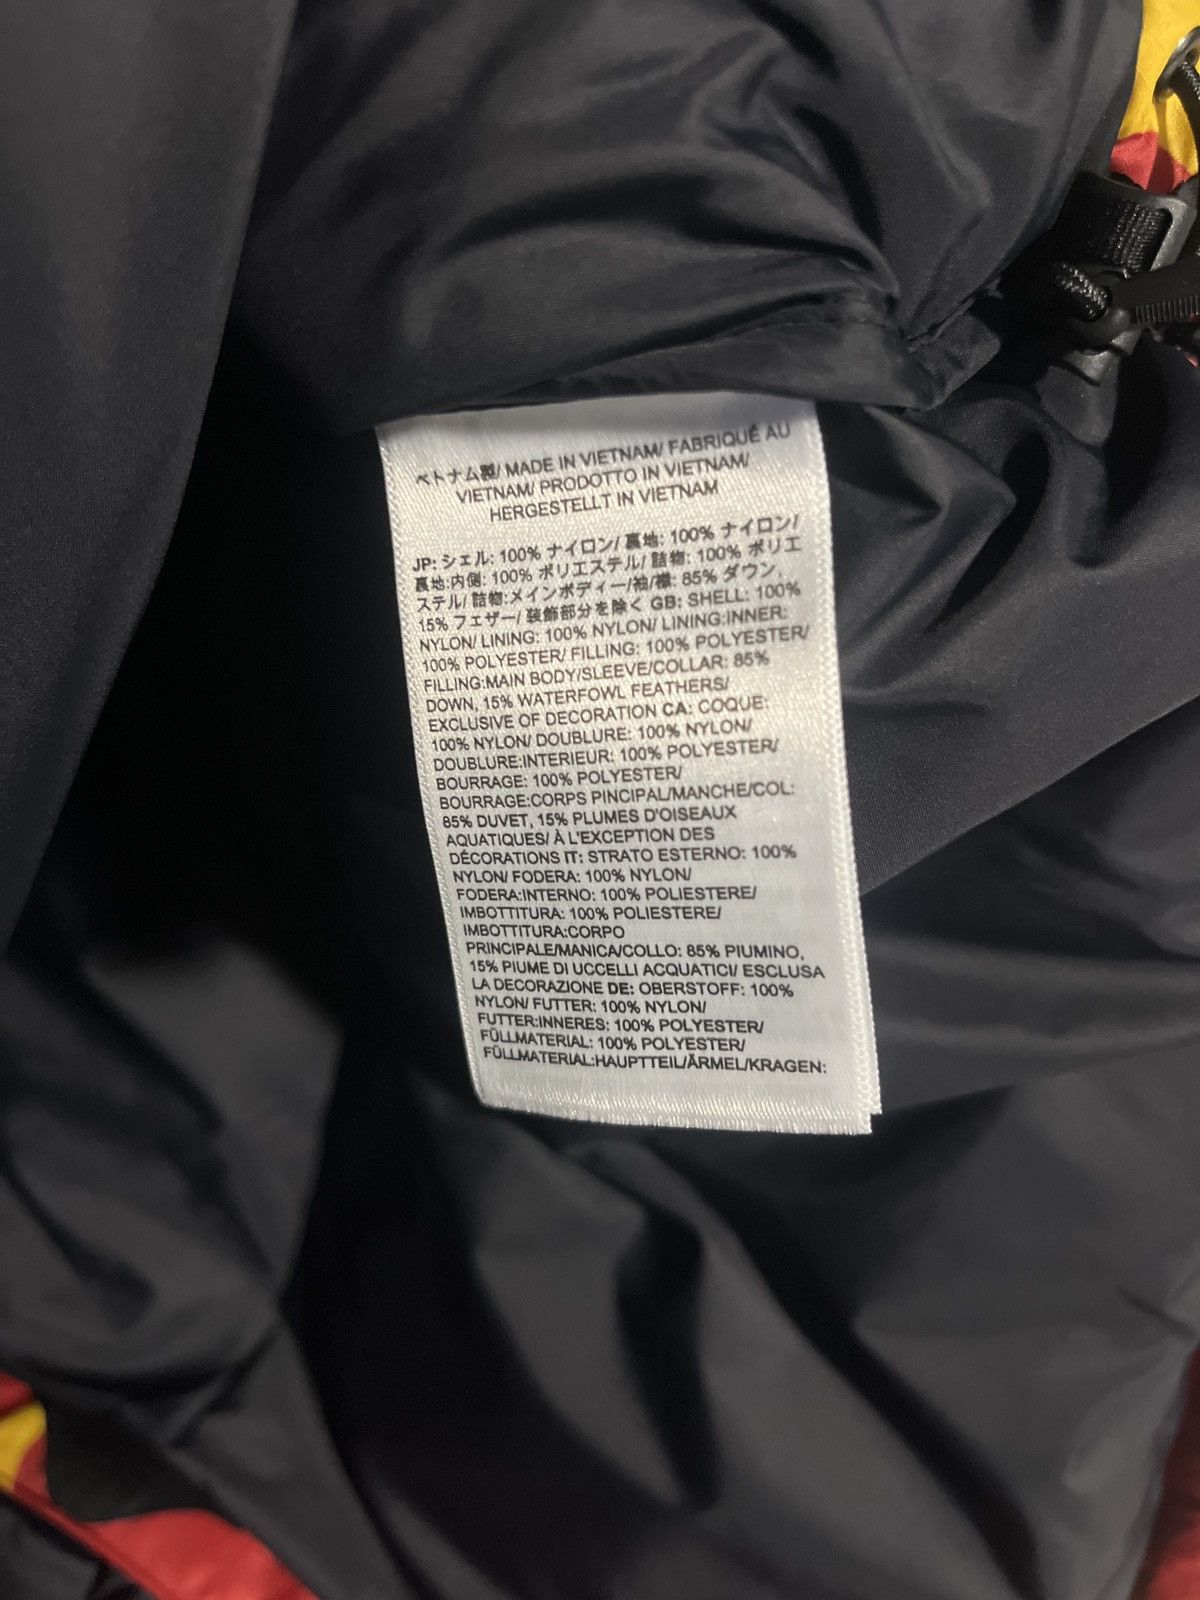 ベトナム製/ MADE IN VIETNAM/ FABRIQUÉ AU
VIETNAM/ PRODOTTO IN VIETNAM/
HERGESTELLT IN VIETNAM
JP: シェル: 100% ナイロン/ 裏地: 100% ナイロン/
裏地:内側: 100% ポリエステル/ 詰物: 100% ポリエ
ステル/ 詰物:メインボディー/袖/襟: 85% ダウン,
15% フェザー/ 装飾部分を除く GB: SHELL: 100%
NYLON/ LINING: 100% NYLON/ LINING:INNER:
100% POLYESTER/ FILLING: 100% POLYESTER/
FILLING:MAIN BODY/SLEEVE/COLLAR: 85%
DOWN, 15% WATERFOWL FEATHERS/
EXCLUSIVE OF DECORATION CA: COQUE:
100% NYLON/ DOUBLURE: 100% NYLON/
DOUBLURE:INTERIEUR: 100% POLYESTER/
BOURRAGE: 100% POLYESTER/
BOURRAGE:CORPS PINCIPAL/MANCHE/COL:
85% DUVET, 15% PLUMES D'OISEAUX
AQUATIQUES/ À L'EXCEPTION DES
DÉCORATIONS IT: STRATO ESTERNO: 100%
NYLON/ FODERA: 100% NYLON/
FODERA:INTERNO: 100% POLIESTERE/
IMBOTTITURA: 100% POLIESTERE/
IMBOTTITURA:CORPO
PRINCIPALE/MANICA/COLLO: 85% PIUMINO,
15% PIUME DI UCCELLI ACQUATICI/ ESCLUSA
LA DECORAZIONE DE: OBERSTOFF: 100%
NYLON/ FUTTER: 100% NYLON/
FUTTER:INNERES: 100% POLYESTER/
FÜLLMATERIAL: 100% POLYESTER/
FÜLLMATERIAL:HAUPTTEIL/ÄRMEL/KRAGEN: